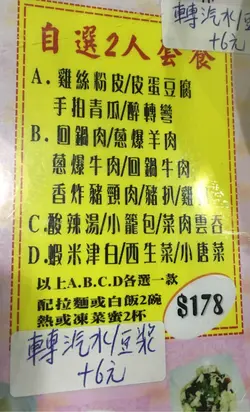 轉汽水/豆漿
+6元
自選2人套餐
A. 雞絲粉皮/皮蛋豆腐
手拍青瓜/醉轉彎
B. 回鍋肉/蔥爆羊肉
蔥爆牛肉/回鍋牛肉
香炸豬頸肉/豬扒/雞
C. 酸辣湯/小龍包/菜肉雲吞
D. 蝦米津白/西生菜/小唐菜
以上A.B.C.D各選一款
配拉麵或白飯2碗
熱或凍菜蜜2杯
$178
轉汽水/豆漿
+6元